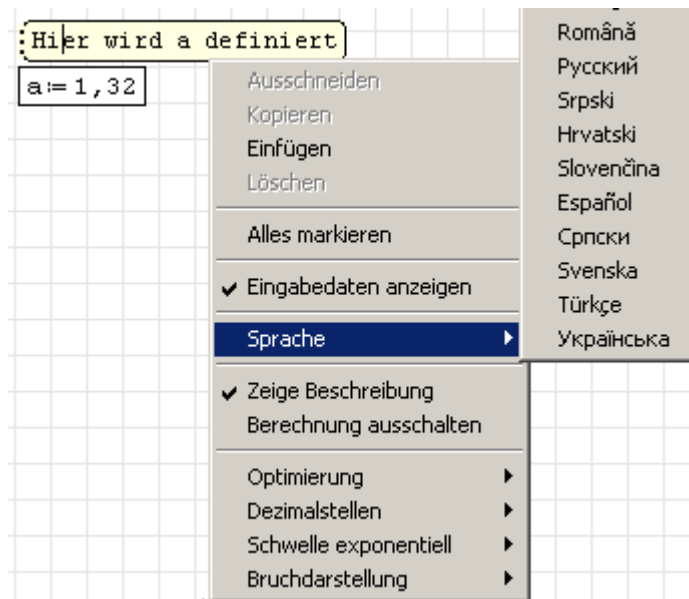 Hier wird a definiert
a:=1,32
Ausschneiden
Kopieren
Einfügen
Löschen
Alles markieren
Eingabedaten anzeigen
Sprache
Zeige Beschreibung
Berechnung ausschalten
Optimierung
Dezimalstellen
Schwelle exponentiell
Bruchdarstellung
Română
Русский
Srpski
Hrvatski
Slovenčina
Español
Српски
Svenska
Türkçe
Українська